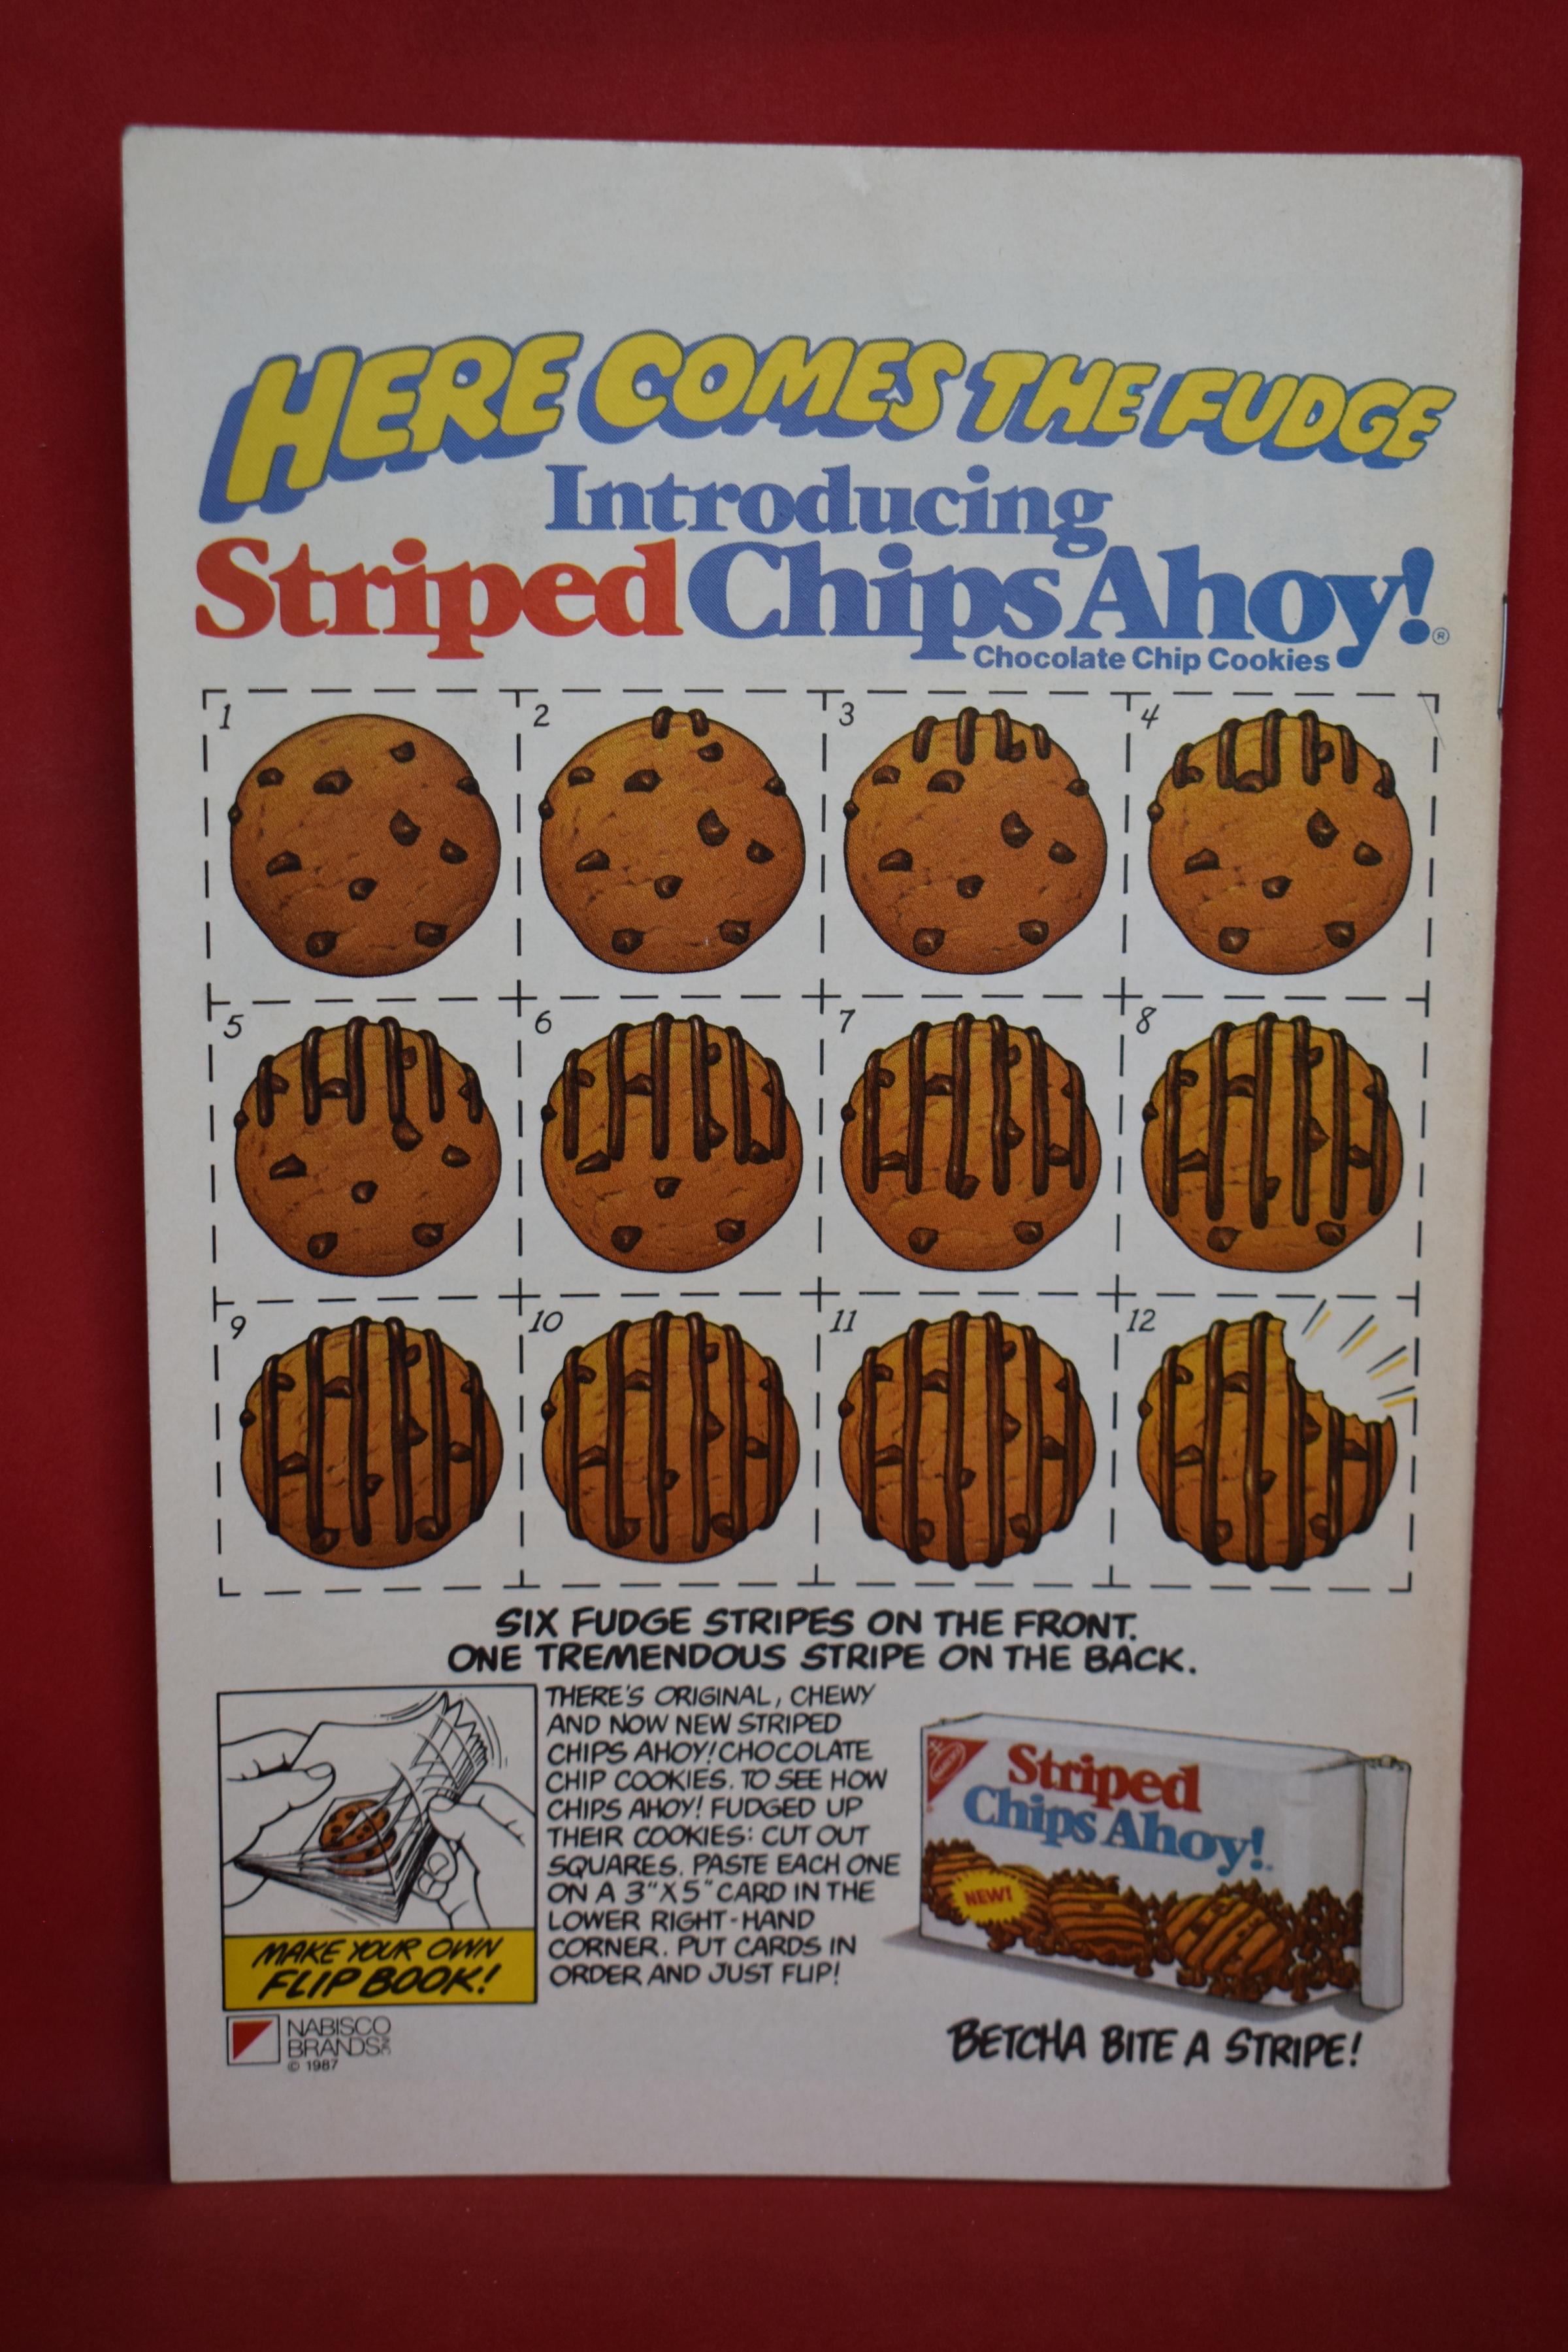 HERE COMES THE FUDGE
Introducing
Striped Chips Ahoy!®
Chocolate Chip Cookies
1
2
3
4
5
6
7
8
9
10
11
12
SIX FUDGE STRIPES ON THE FRONT.
ONE TREMENDOUS STRIPE ON THE BACK.
THERE'S ORIGINAL, CHEWY
AND NOW NEW STRIPED
CHIPS AHOY! CHOCOLATE
CHIP COOKIES. TO SEE HOW
CHIPS AHOY! FUDGED UP
THEIR COOKIES: CUT OUT
SQUARES. PASTE EACH ONE
ON A 3" X 5" CARD IN THE
LOWER RIGHT-HAND
CORNER. PUT CARDS IN
ORDER AND JUST FLIP!
MAKE YOUR OWN
FLIP BOOK!
NABISCO
BRANDS INC
© 1987
NABISCO
Striped
Chips Ahoy!
NEW!
BETCHA BITE A STRIPE!